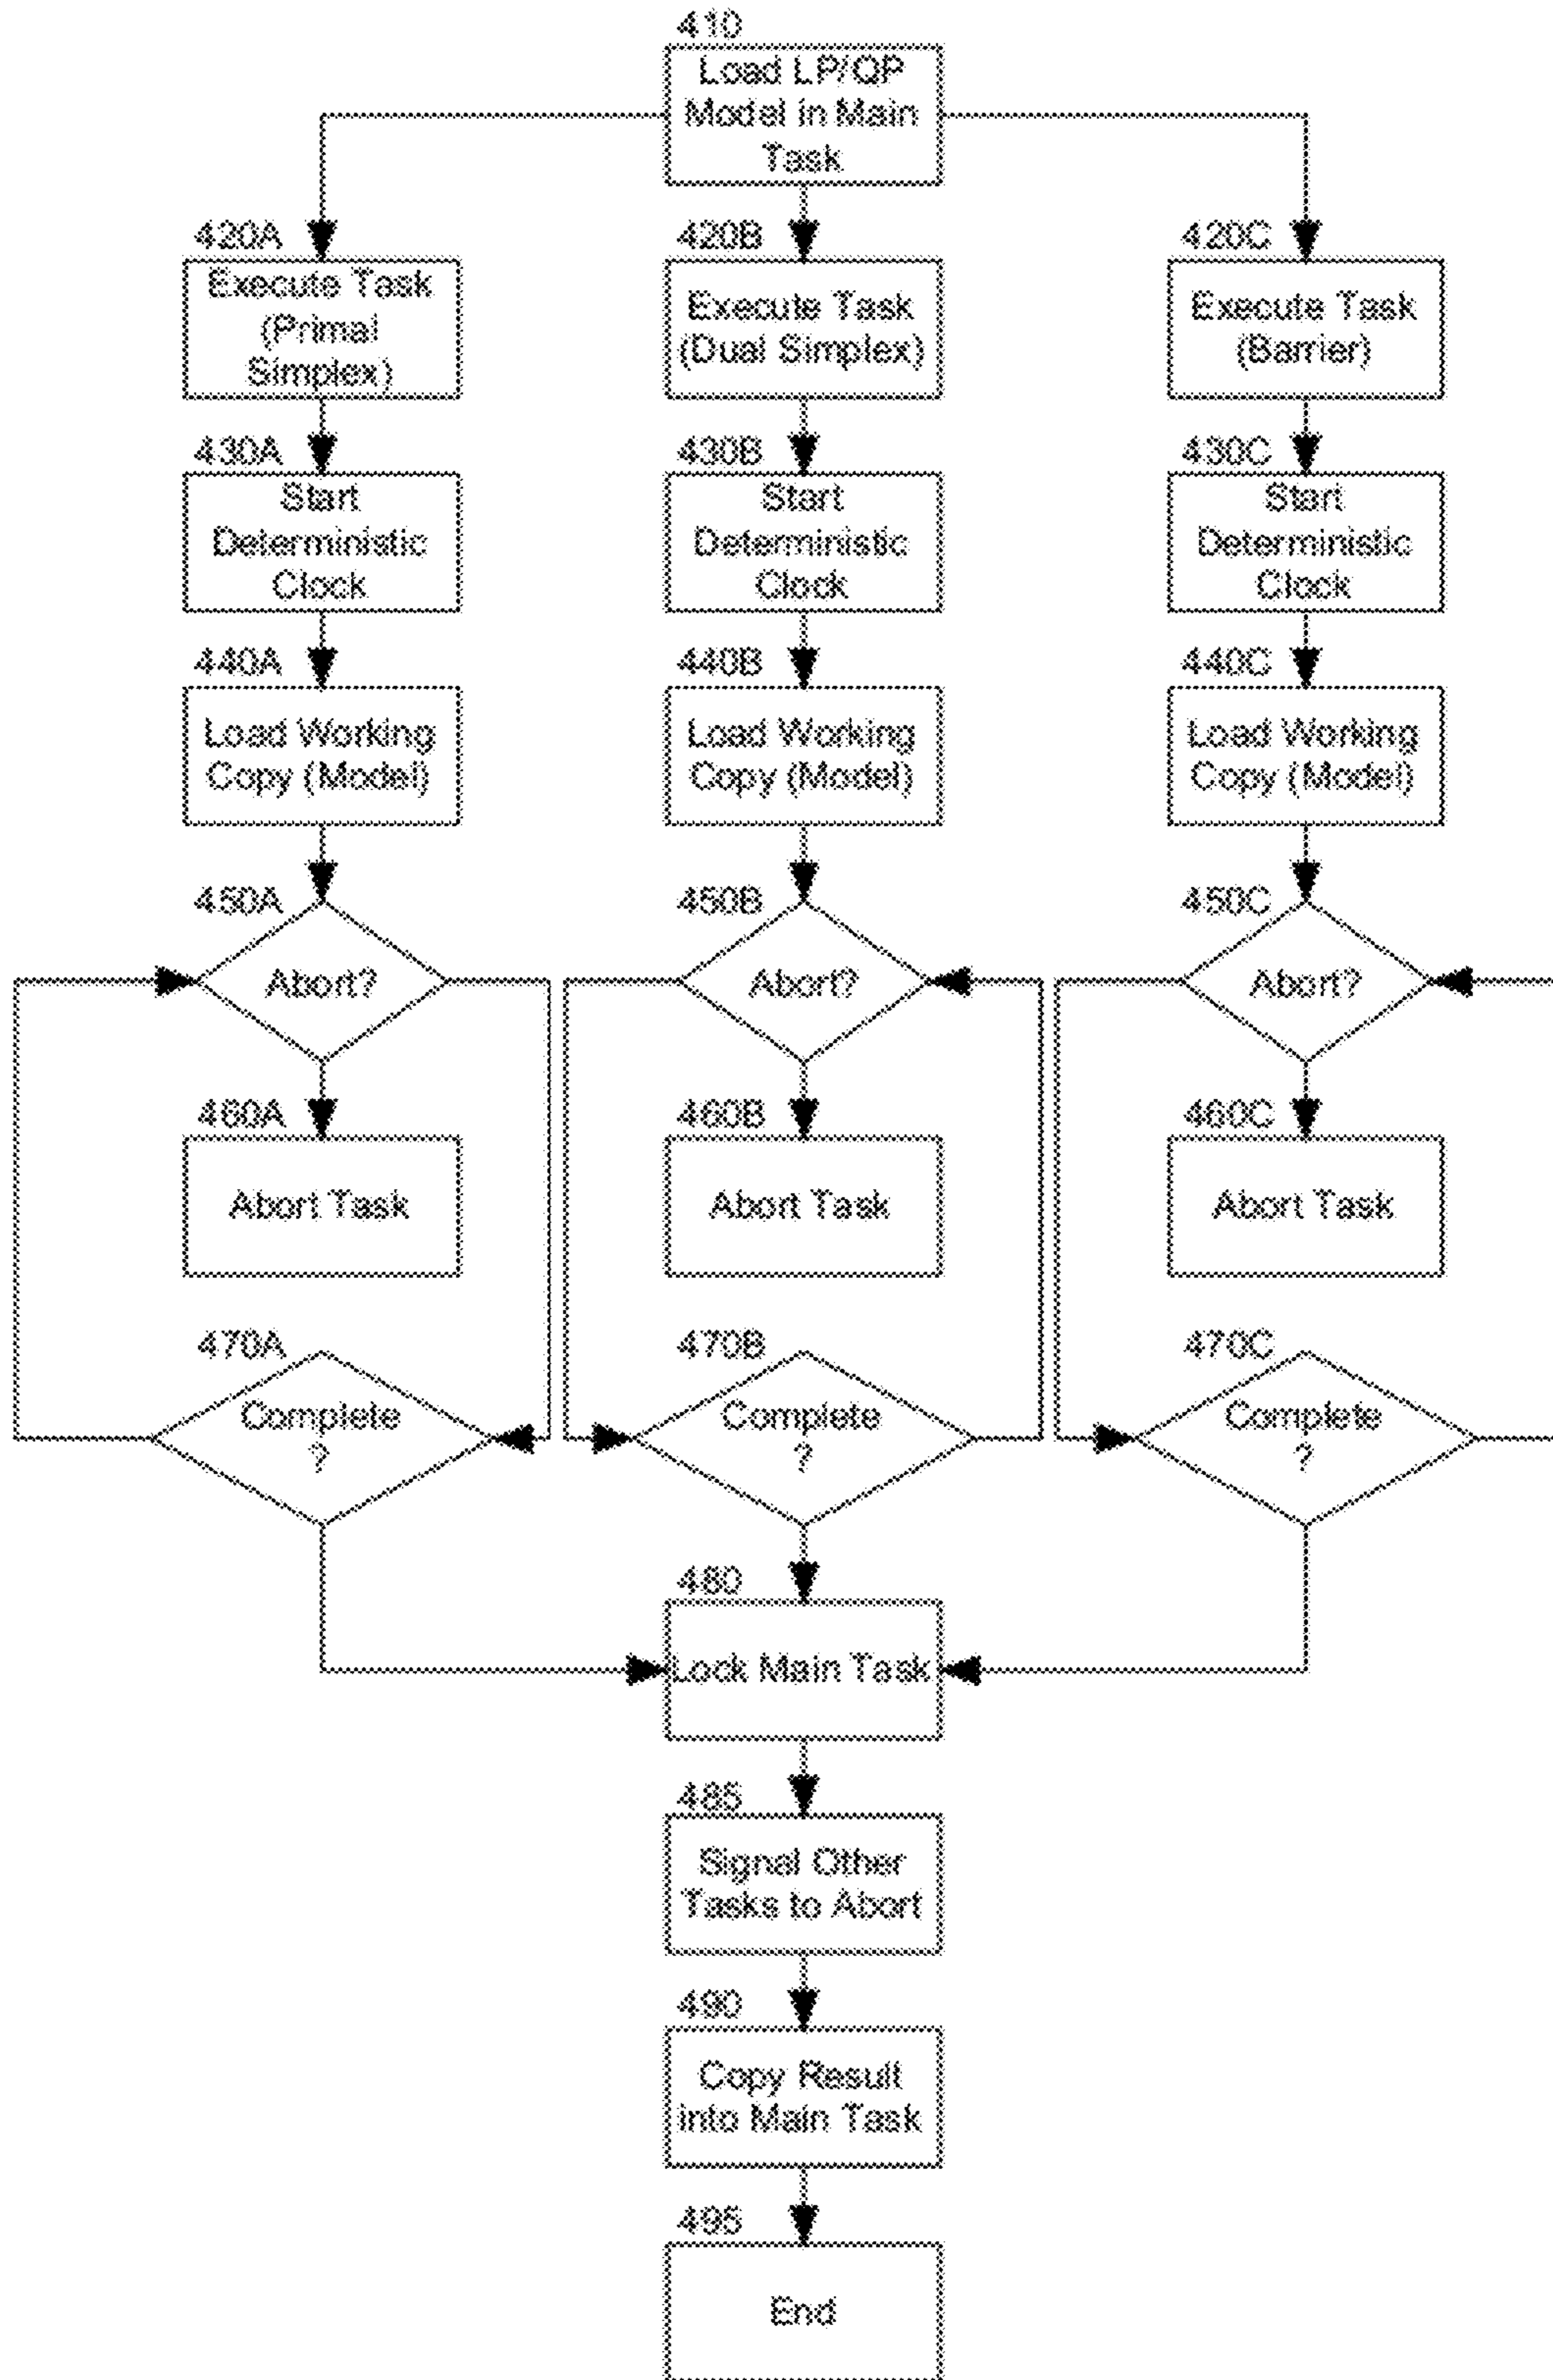 410
Load LP/QP
Model in Main
Task
420A
Execute Task
(Primal
Simplex)
420B
Execute Task
(Dual Simplex)
420C
Execute Task
(Barrier)
430A
Start
Deterministic
Clock
430B
Start
Deterministic
Clock
430C
Start
Deterministic
Clock
440A
Load Working
Copy (Model)
440B
Load Working
Copy (Model)
440C
Load Working
Copy (Model)
450A
Abort?
450B
Abort?
450C
Abort?
460A
Abort Task
460B
Abort Task
460C
Abort Task
470A
Complete
?
470B
Complete
?
470C
Complete
?
480
Lock Main Task
485
Signal Other
Tasks to Abort
490
Copy Result
into Main Task
495
End